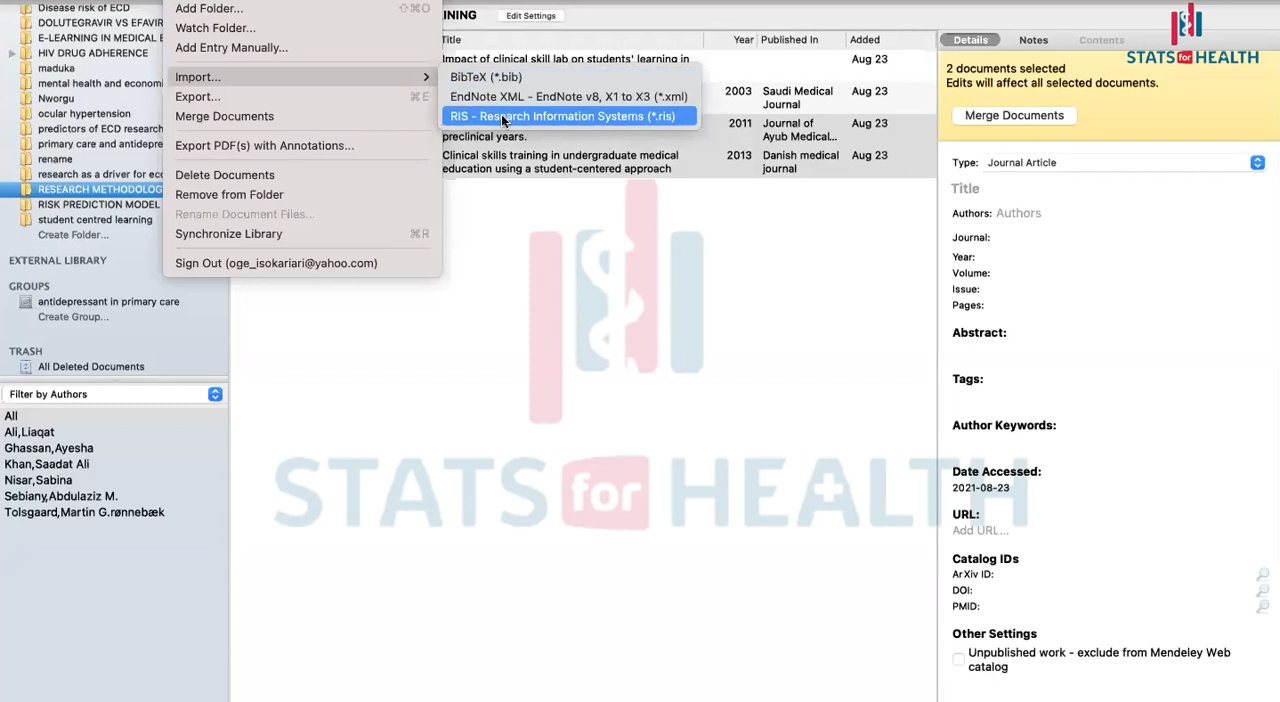 Disease risk of ECD
DOLUTEGRAVIR VS EFAVIR
E-LEARNING IN MEDICAL E
HIV DRUG ADHERENCE
maduka
mental health and economi
Nworgu
ocular hypertension
predictors of ECD research
primary care and antidepre
rename
research as a driver for ecc
RESEARCH METHODOLOG
RISK PREDICTION MODEL
student centred learning
Create Folder...
EXTERNAL LIBRARY
GROUPS
antidepressant in primary care
Create Group...
TRASH
All Deleted Documents
Filter by Authors
All
Ali,Liaqat
Ghassan,Ayesha
Khan,Saadat Ali
Nisar,Sabina
Sebiany,Abdulaziz M.
Tolsgaard,Martin G.rønnebæk
Add Folder... ⇧⌘O
Watch Folder...
Add Entry Manually...
Import...
Export... ⌘E
Merge Documents
Export PDF(s) with Annotations...
Delete Documents
Remove from Folder
Rename Document Files...
Synchronize Library ⌘R
Sign Out (oge_isokariari@yahoo.com)
BibTeX (*.bib)
EndNote XML - EndNote v8, X1 to X3 (*.xml)
RIS - Research Information Systems (*.ris)
INING Edit Settings
Title Year Published In Added
Impact of clinical skill lab on students' learning in Aug 23
2003 Saudi Medical Journal Aug 23
preclinical years. 2011 Journal of Ayub Medical... Aug 23
Clinical skills training in undergraduate medical education using a student-centered approach 2013 Danish medical journal Aug 23
STATS for HEALTH
Details Notes Contents
STATS for HEALTH
2 documents selected
Edits will affect all selected documents.
Merge Documents
Type: Journal Article
Title
Authors: Authors
Journal:
Year:
Volume:
Issue:
Pages:
Abstract:
Tags:
Author Keywords:
Date Accessed:
2021-08-23
URL:
Add URL...
Catalog IDs
ArXiv ID:
DOI:
PMID:
Other Settings
Unpublished work - exclude from Mendeley Web
catalog